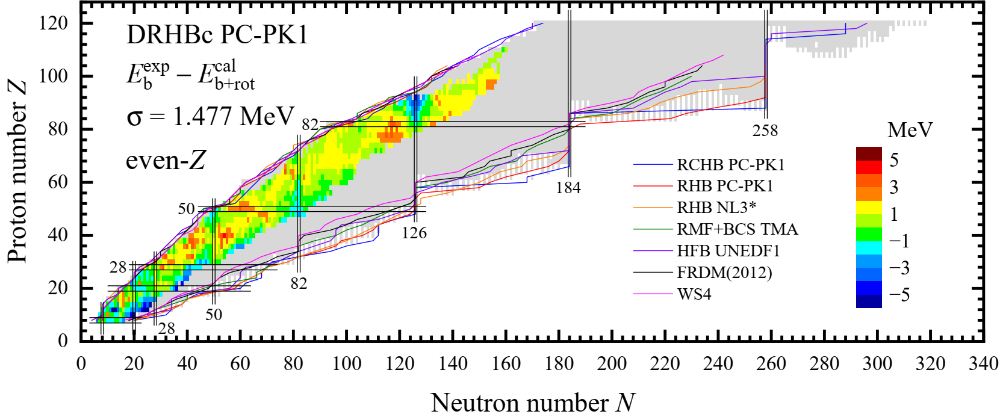 DRHBc PC-PK1
E_b^exp − E_b+rot^cal
σ = 1.477 MeV
even-Z
Proton number Z
120
100
80
60
40
20
0
0 20 40 60 80 100 120 140 160 180 200 220 240 260 280 300 320 340
Neutron number N
82
50
28
28
50
82
126
184
258
RCHB PC-PK1
RHB PC-PK1
RHB NL3*
RMF+BCS TMA
HFB UNEDF1
FRDM(2012)
WS4
MeV
5
3
1
−1
−3
−5